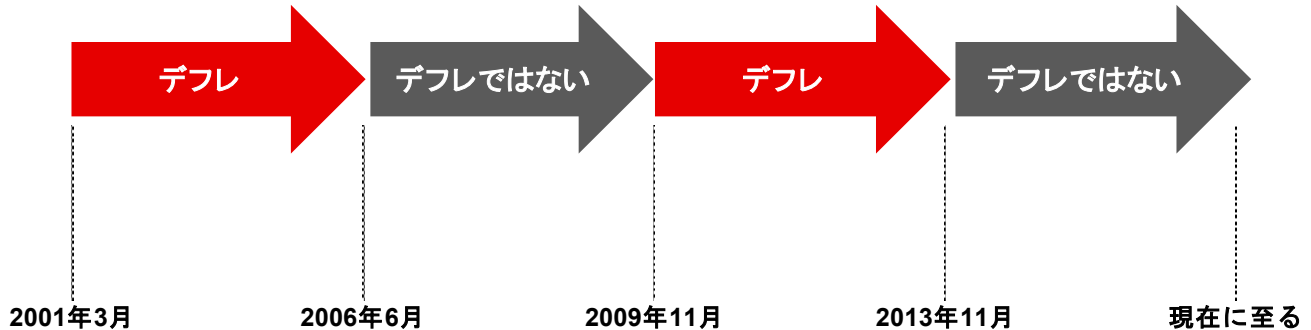 デフレ
デフレではない
デフレ
デフレではない
2001年3月
2006年6月
2009年11月
2013年11月
現在に至る